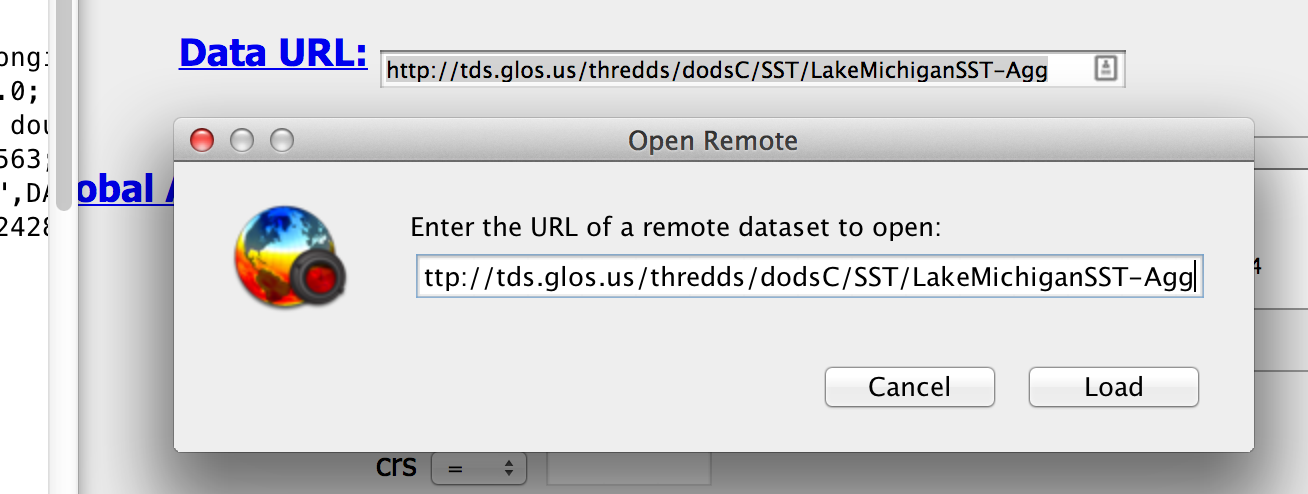 Data URL:
http://tds.glos.us/thredds/dodsC/SST/LakeMichiganSST-Agg
ongi
.0;
dou
563;
',DA
2428
obal A
Open Remote
Enter the URL of a remote dataset to open:
ttp://tds.glos.us/thredds/dodsC/SST/LakeMichiganSST-Agg
4
Cancel
Load
crs
=